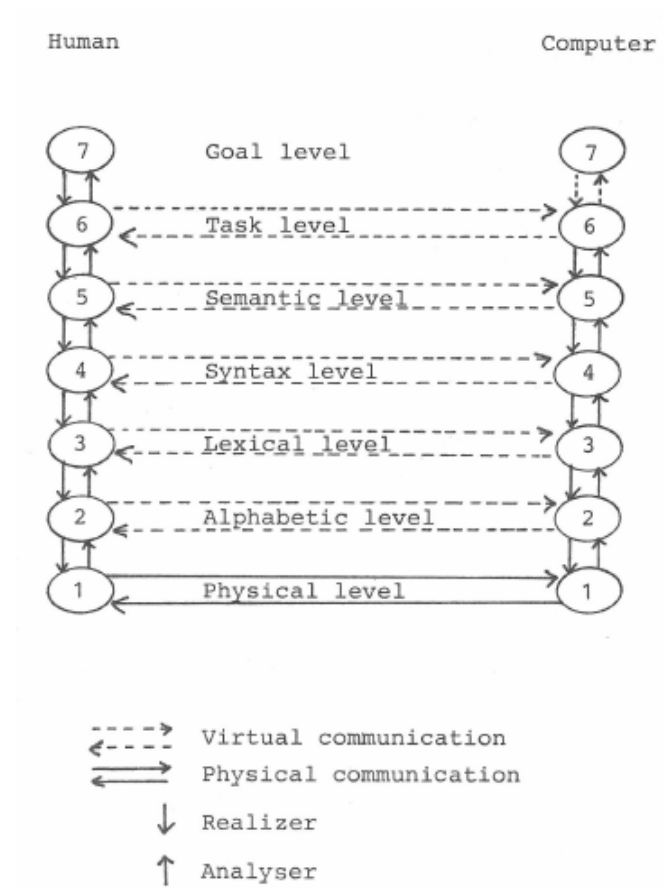 Human Computer
7 Goal level 7
6 Task level 6
5 Semantic level 5
4 Syntax level 4
3 Lexical level 3
2 Alphabetic level 2
1 Physical level 1
Virtual communication
Physical communication
Realizer
Analyser